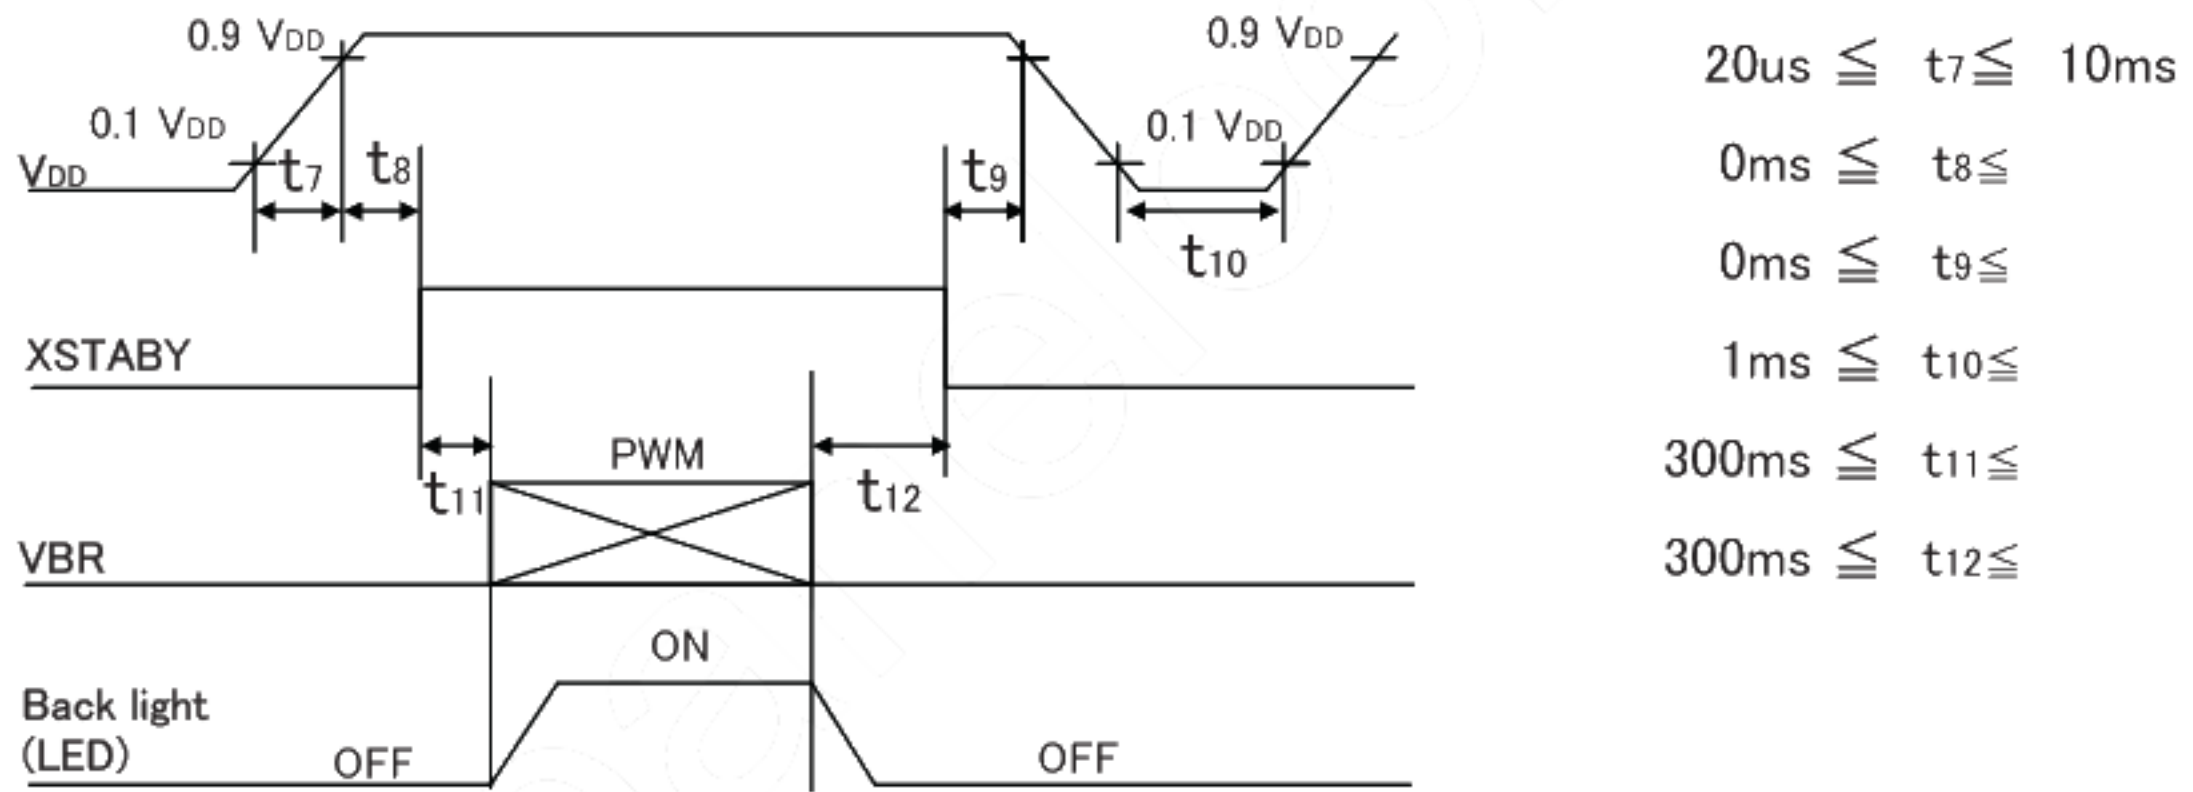 0.9 VDD
0.9 VDD
0.1 VDD
0.1 VDD
VDD
t7
t8
t9
t10
XSTABY
PWM
t11
t12
VBR
ON
Back light
(LED)
OFF
OFF
20us ≦ t7≦ 10ms
0ms ≦ t8≦
0ms ≦ t9≦
1ms ≦ t10≦
300ms ≦ t11≦
300ms ≦ t12≦